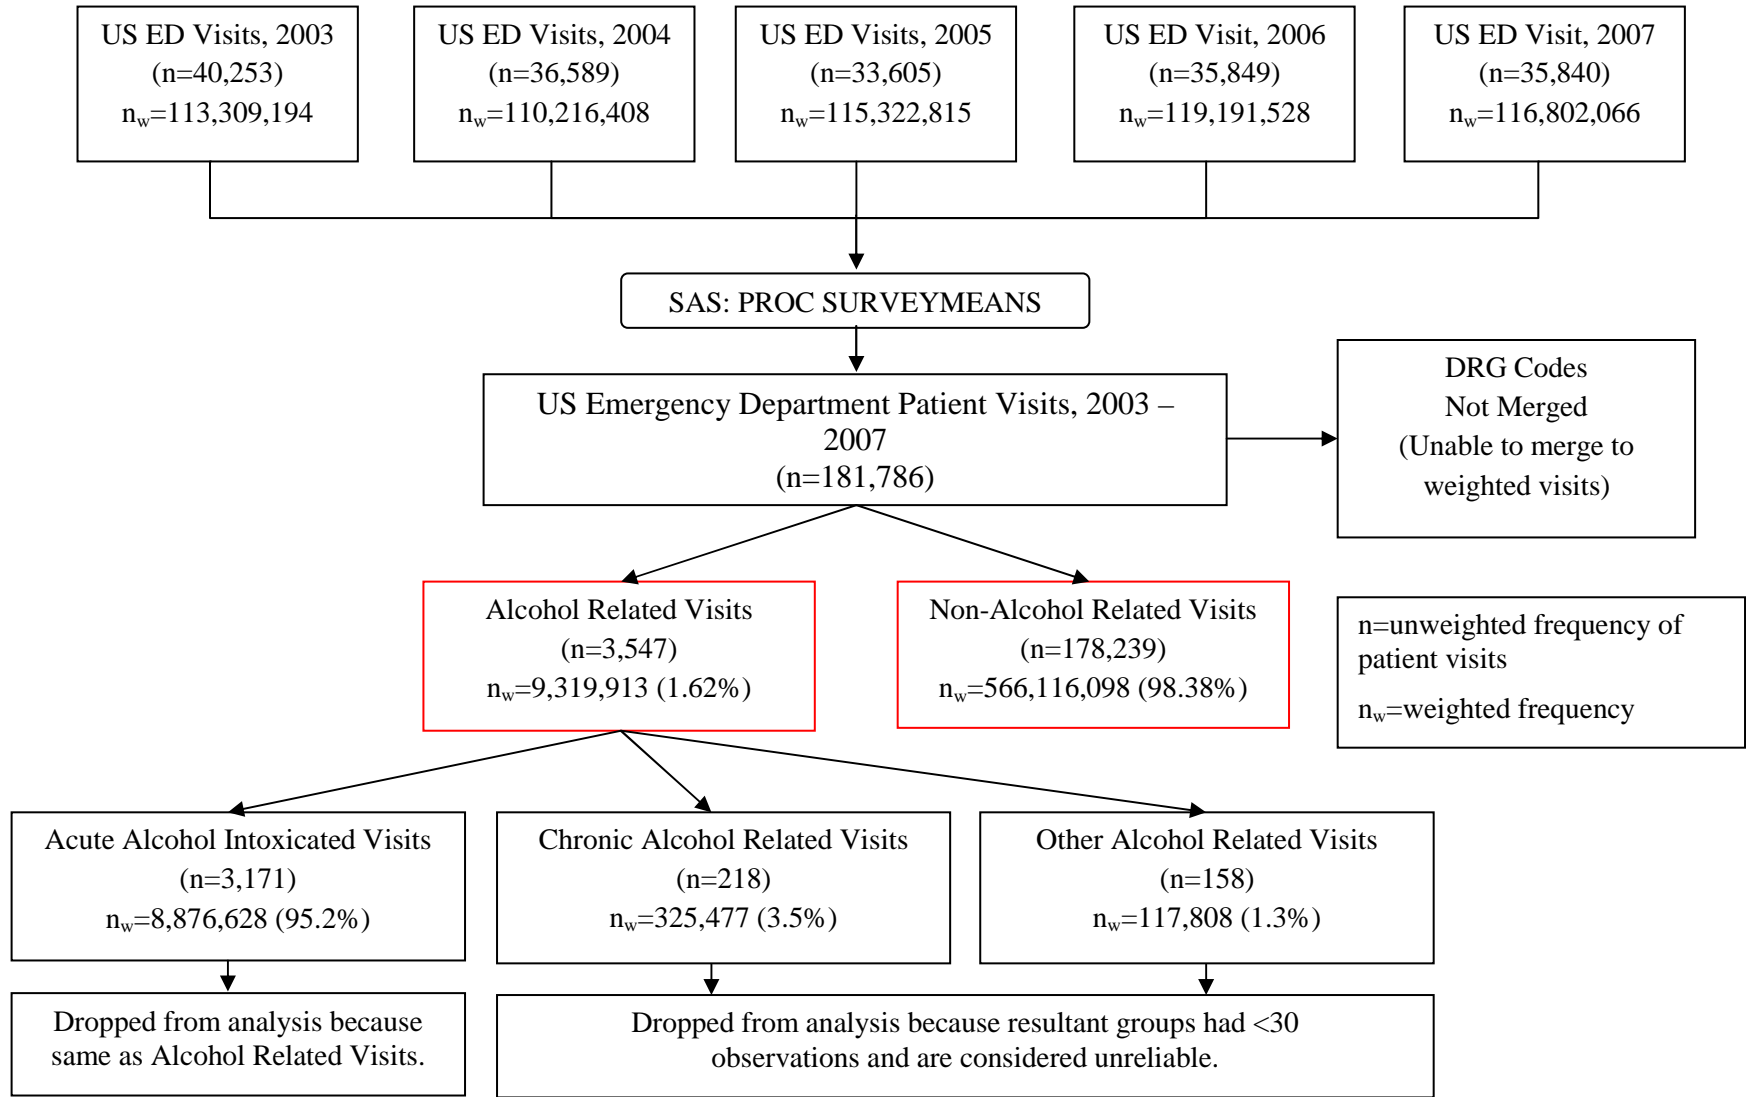 US ED Visits, 2003
(n=40,253)
nw=113,309,194
US ED Visits, 2004
(n=36,589)
nw=110,216,408
US ED Visits, 2005
(n=33,605)
nw=115,322,815
US ED Visit, 2006
(n=35,849)
nw=119,191,528
US ED Visit, 2007
(n=35,840)
nw=116,802,066
SAS: PROC SURVEYMEANS
US Emergency Department Patient Visits, 2003 –
2007
(n=181,786)
DRG Codes
Not Merged
(Unable to merge to
weighted visits)
Alcohol Related Visits
(n=3,547)
nw=9,319,913 (1.62%)
Non-Alcohol Related Visits
(n=178,239)
nw=566,116,098 (98.38%)
n=unweighted frequency of
patient visits
nw=weighted frequency
Acute Alcohol Intoxicated Visits
(n=3,171)
nw=8,876,628 (95.2%)
Chronic Alcohol Related Visits
(n=218)
nw=325,477 (3.5%)
Other Alcohol Related Visits
(n=158)
nw=117,808 (1.3%)
Dropped from analysis because
same as Alcohol Related Visits.
Dropped from analysis because resultant groups had <30
observations and are considered unreliable.